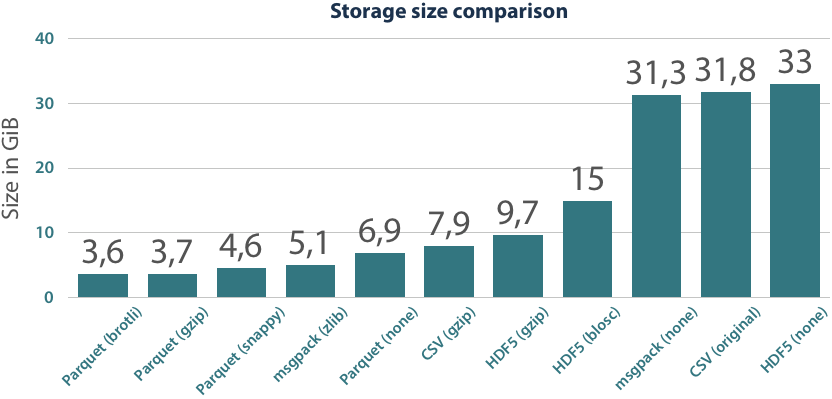 Storage size comparison
Size in GiB
40
30
20
10
0
3,6
3,7
4,6
5,1
6,9
7,9
9,7
15
31,3
31,8
33
Parquet (brotli)
Parquet (gzip)
Parquet (snappy)
msgpack (zlib)
Parquet (none)
CSV (gzip)
HDF5 (gzip)
HDF5 (blosc)
msgpack (none)
CSV (original)
HDF5 (none)